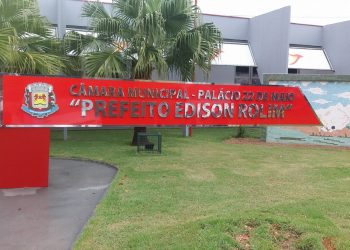 CÂMARA MUNICIPAL - PALÁCIO 22 DE MAIO
"PREFEITO EDISON ROLIM"